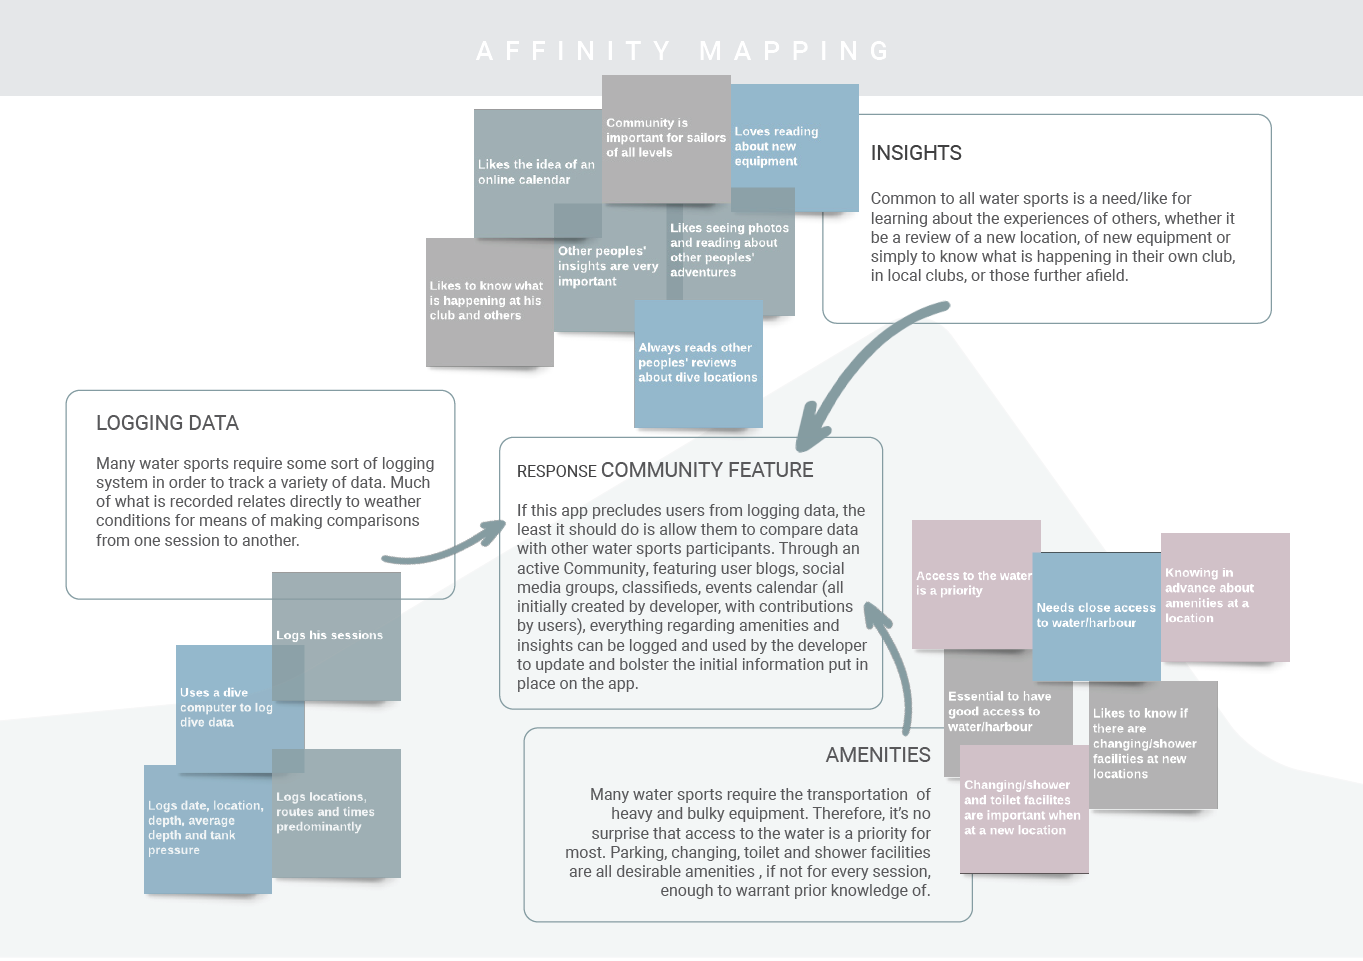 AFFINITY MAPPING
Likes the idea of an
online calendar
Community is
important for sailors
of all levels
Loves reading
about new
equipment
Likes to know what
is happening at his
club and others
Other peoples'
insights are very
important
Likes seeing photos
and reading about
other peoples'
adventures
Always reads other
peoples' reviews
about dive locations
INSIGHTS
Common to all water sports is a need/like for
learning about the experiences of others, whether it
be a review of a new location, of new equipment or
simply to know what is happening in their own club,
in local clubs, or those further afield.
LOGGING DATA
Many water sports require some sort of logging
system in order to track a variety of data. Much
of what is recorded relates directly to weather
conditions for means of making comparisons
from one session to another.
Logs his sessions
Uses a dive
computer to log
dive data
Logs date, location,
depth, average
depth and tank
pressure
Logs locations,
routes and times
predominantly
RESPONSE COMMUNITY FEATURE
If this app precludes users from logging data, the
least it should do is allow them to compare data
with other water sports participants. Through an
active Community, featuring user blogs, social
media groups, classifieds, events calendar (all
initially created by developer, with contributions
by users), everything regarding amenities and
insights can be logged and used by the developer
to update and bolster the initial information put in
place on the app.
Access to the water
is a priority
Needs close access
to water/harbour
Knowing in
advance about
amenities at a
location
Essential to have
good access to
water/harbour
Likes to know if
there are
changing/shower
facilities at new
locations
Changing/shower
and toilet facilites
are important when
at a new location
AMENITIES
Many water sports require the transportation  of
heavy and bulky equipment. Therefore, it's no
surprise that access to the water is a priority for
most. Parking, changing, toilet and shower facilities
are all desirable amenities , if not for every session,
enough to warrant prior knowledge of.